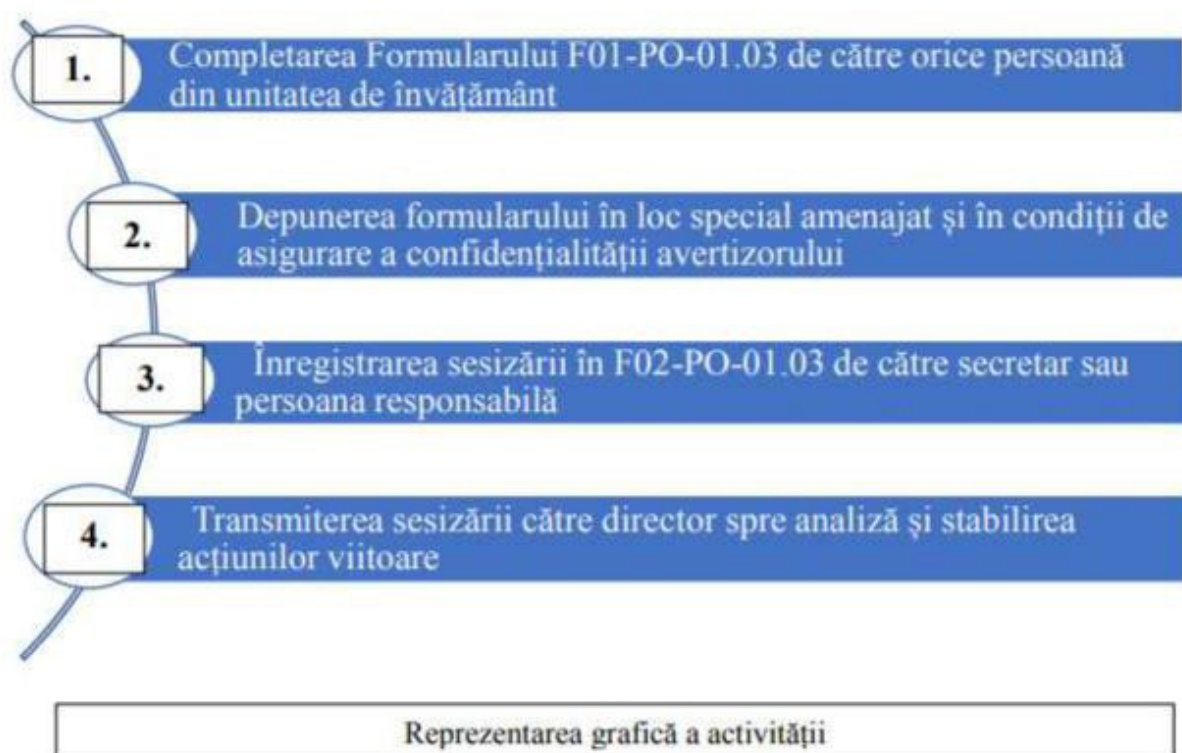 1.
Completarea Formularului F01-PO-01.03 de către orice persoană
din unitatea de învățământ
2.
Depunerea formularului în loc special amenajat și în condiții de
asigurare a confidențialității avertizorului
3.
Înregistrarea sesizării în F02-PO-01.03 de către secretar sau
persoana responsabilă
4.
Transmiterea sesizării către director spre analiză și stabilirea
acțiunilor viitoare
Reprezentarea grafică a activității